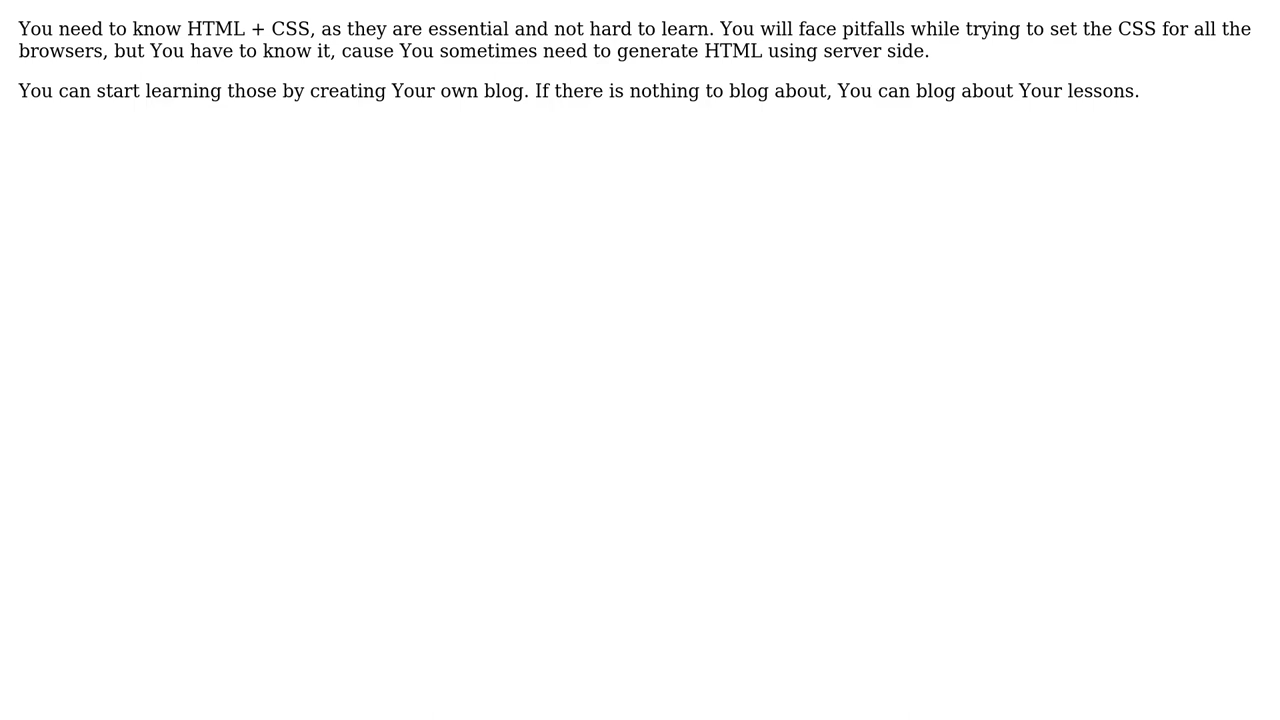 You need to know HTML + CSS, as they are essential and not hard to learn. You will face pitfalls while trying to set the CSS for all the
browsers, but You have to know it, cause You sometimes need to generate HTML using server side.
You can start learning those by creating Your own blog. If there is nothing to blog about, You can blog about Your lessons.